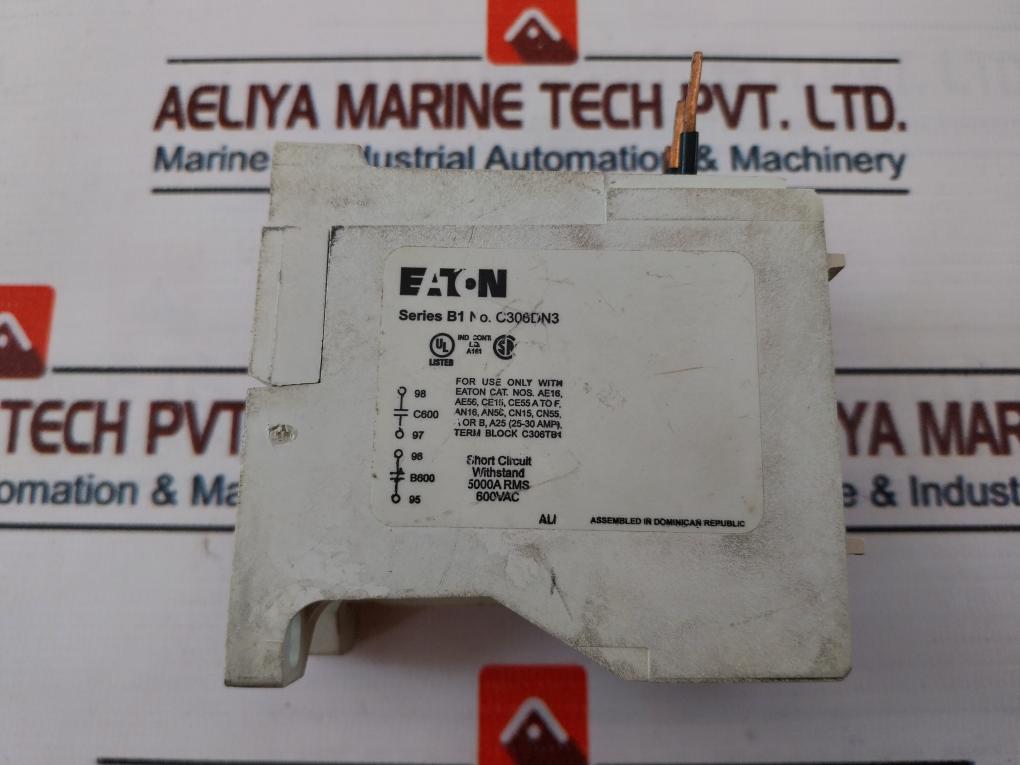 AELIYA MARINE TECH PVT. LTD.
Marine & Industrial Automation & Machinery
EATON
Series B1 No. C306DN3
UL
LISTED
IND CONT.
A161
98
C600
97
FOR USE ONLY WITH
EATON CAT. NOS. AE16,
AE56, CE15, CE55 A TO F,
AN16, AN56, CN15, CN55,
OR B, A25 (25-30 AMP).
TERM BLOCK C306TB1
96
B600
95
Short Circuit
Withstand
5000A RMS
600VAC
ALI
ASSEMBLED IN DOMINICAN REPUBLIC
TECH PV
omation & Ma
YA MAR
e & Indust